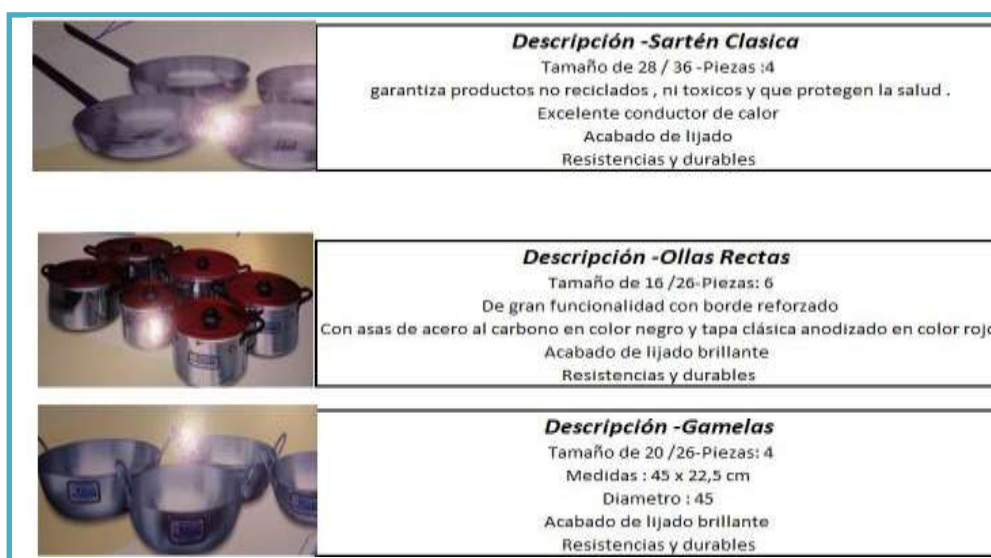 Descripción -Sartén Clasica
Tamaño de 28 / 36 -Piezas :4
garantiza productos no reciclados , ni toxicos y que protegen la salud .
Excelente conductor de calor
Acabado de lijado
Resistencias y durables
Descripción -Ollas Rectas
Tamaño de 16 /26-Piezas: 6
De gran funcionalidad con borde reforzado
Con asas de acero al carbono en color negro y tapa clásica anodizado en color rojo
Acabado de lijado brillante
Resistencias y durables
Descripción -Gamelas
Tamaño de 20 /26-Piezas: 4
Medidas : 45 x 22,5 cm
Diametro : 45
Acabado de lijado brillante
Resistencias y durables